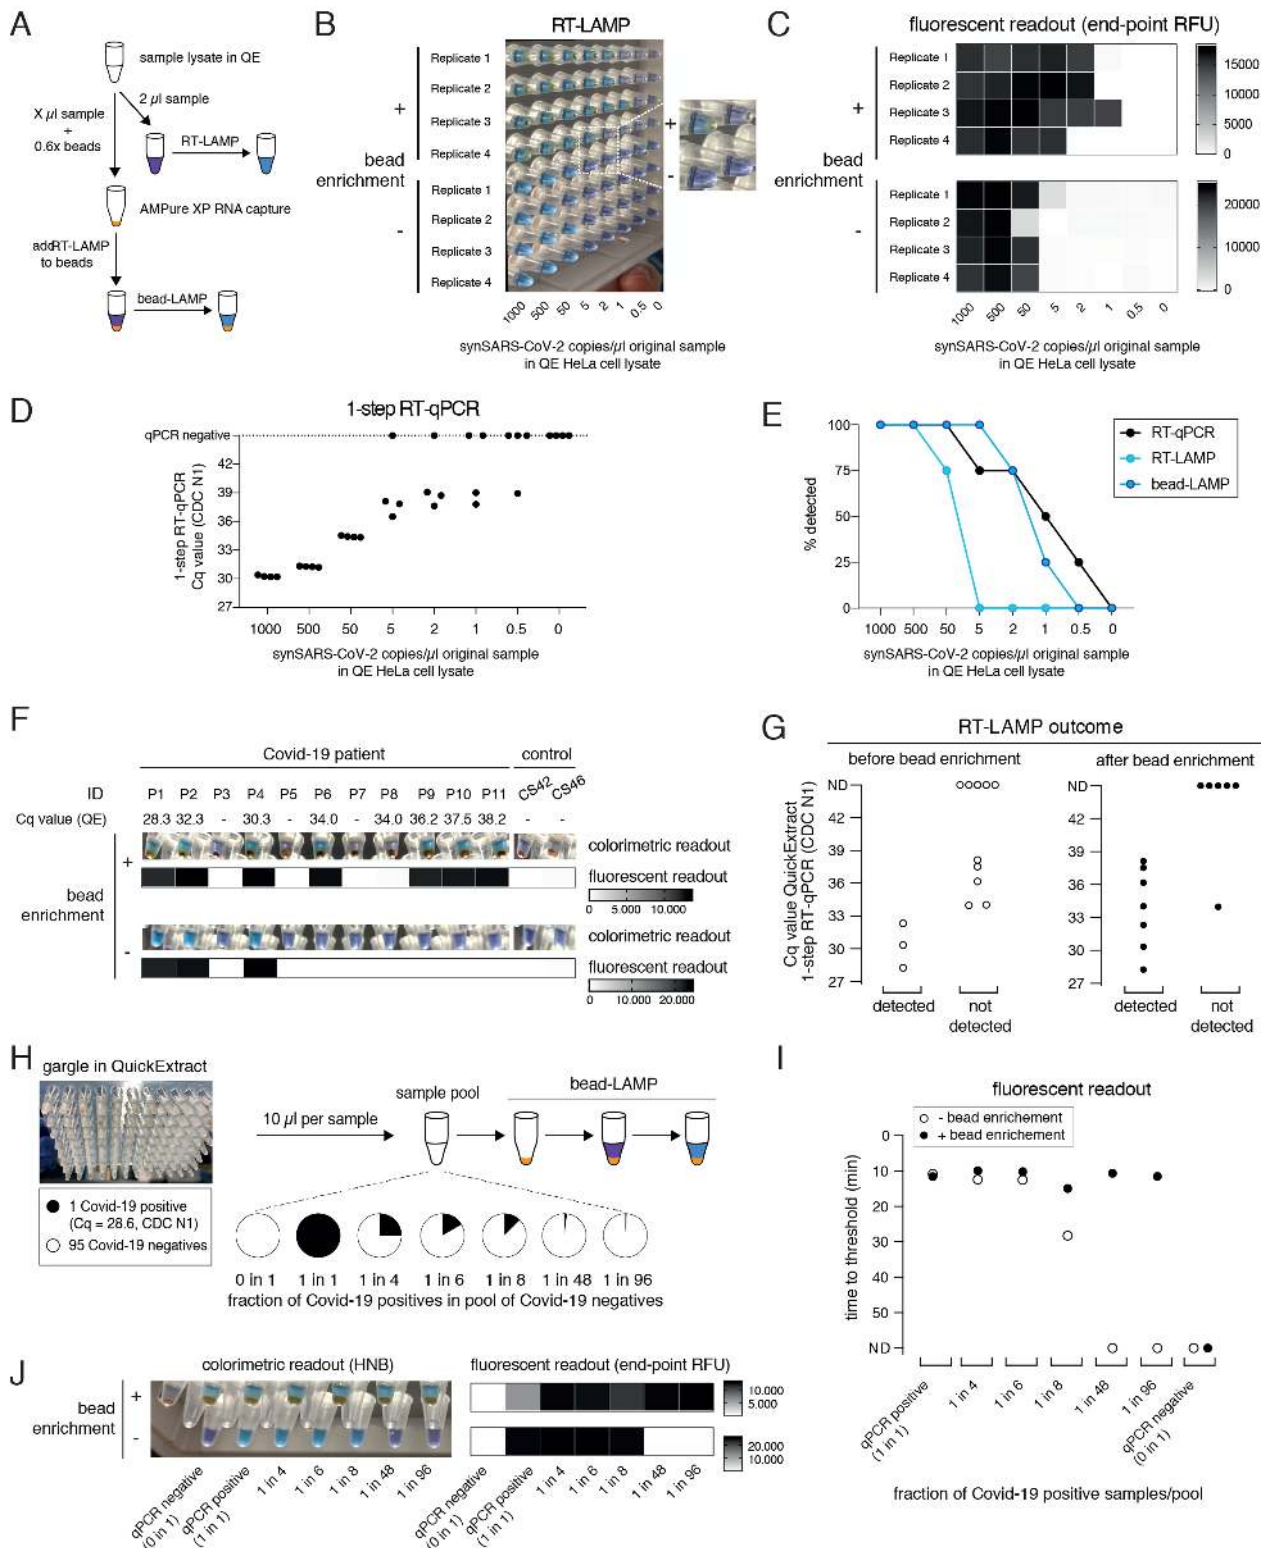 A
sample lysate in QE
2 µl sample
X µl sample
+
0.6x beads
RT-LAMP
AMPure XP RNA capture
addRT-LAMP
to beads
bead-LAMP
B
RT-LAMP
Replicate 1
Replicate 2
+
Replicate 3
Replicate 4
bead
enrichment
Replicate 1
Replicate 2
-
Replicate 3
Replicate 4
+
-
1000
500
50
5
2
1
0.5
0
synSARS-CoV-2 copies/µl original sample
in QE HeLa cell lysate
C
fluorescent readout (end-point RFU)
Replicate 1
Replicate 2
+
Replicate 3
Replicate 4
bead
enrichment
Replicate 1
Replicate 2
-
Replicate 3
Replicate 4
15000
10000
5000
0
20000
10000
0
1000
500
50
5
2
1
0.5
0
synSARS-CoV-2 copies/µl original sample
in QE HeLa cell lysate
D
1-step RT-qPCR
qPCR negative
42
39
36
33
30
27
1-step RT-qPCR
Cq value (CDC N1)
1000 500 50 5 2 1 0.5 0
synSARS-CoV-2 copies/µl original sample
in QE HeLa cell lysate
E
100
75
50
25
0
% detected
RT-qPCR
RT-LAMP
bead-LAMP
1000 500 50 5 2 1 0.5 0
synSARS-CoV-2 copies/µl original sample
in QE HeLa cell lysate
F
Covid-19 patient
control
ID P1 P2 P3 P4 P5 P6 P7 P8 P9 P10 P11 CS42 CS46
Cq value (QE) 28.3 32.3 - 30.3 - 34.0 - 34.0 36.2 37.5 38.2 - -
+
colorimetric readout
fluorescent readout
0 5.000 10.000
bead
enrichment
-
colorimetric readout
fluorescent readout
0 10.000 20.000
G
RT-LAMP outcome
before bead enrichment
after bead enrichment
Cq value QuickExtract
1-step RT-qPCR (CDC N1)
ND
42
39
36
33
30
27
detected
not
detected
ND
42
39
36
33
30
27
detected
not
detected
H
gargle in QuickExtract
1 Covid-19 positive
(Cq = 28.6, CDC N1)
95 Covid-19 negatives
10 µl per sample
sample pool
bead-LAMP
0 in 1 1 in 1 1 in 4 1 in 6 1 in 8 1 in 48 1 in 96
fraction of Covid-19 positives in pool of Covid-19 negatives
I
fluorescent readout
- bead enrichement
+ bead enrichement
time to threshold (min)
0
10
20
30
40
50
ND
qPCR positive
(1 in 1)
1 in 4
1 in 6
1 in 8
1 in 48
1 in 96
qPCR negative
(0 in 1)
fraction of Covid-19 positive samples/pool
J
colorimetric readout (HNB)
fluorescent readout (end-point RFU)
+
bead
enrichment
-
10.000
5.000
20.000
10.000
qPCR negative
(0 in 1)
qPCR positive
(1 in 1)
1 in 4
1 in 6
1 in 8
1 in 48
1 in 96
qPCR negative
(0 in 1)
qPCR positive
(1 in 1)
1 in 4
1 in 6
1 in 8
1 in 48
1 in 96